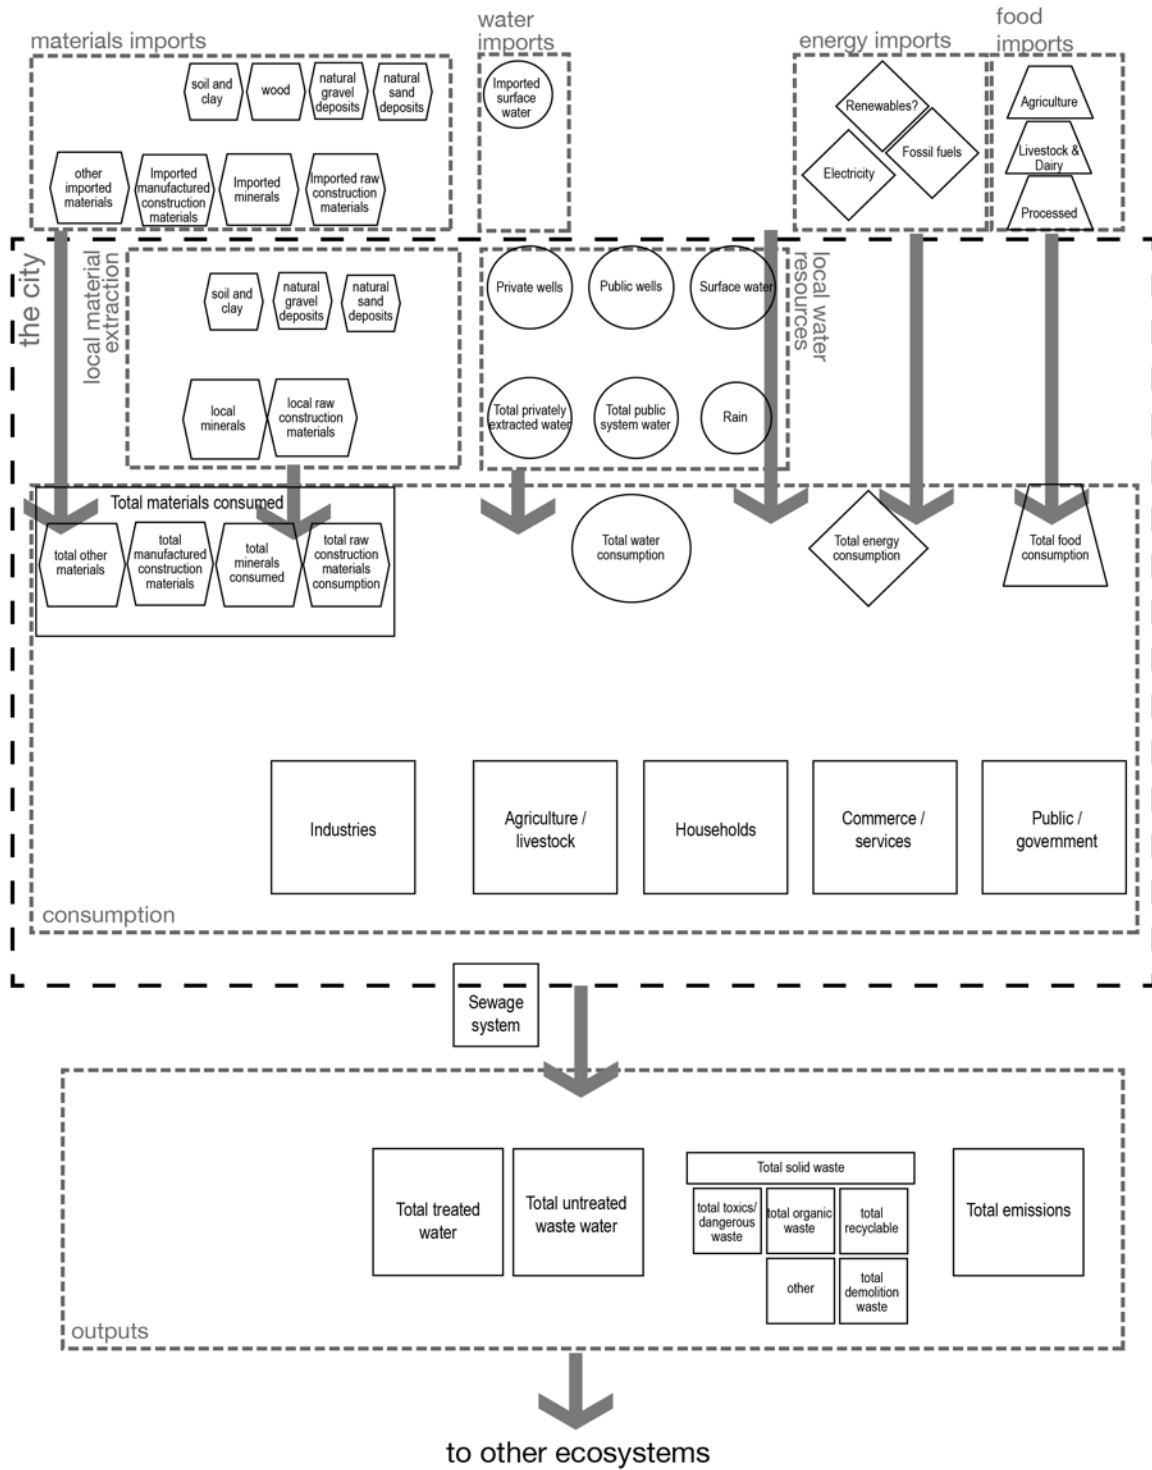 materials imports
water
imports
energy imports
food
imports
soil and
clay
wood
natural
gravel
deposits
natural
sand
deposits
Imported
surface
water
Renewables?
Fossil fuels
Electricity
Agriculture
Livestock &
Dairy
Processed
other
imported
materials
Imported
manufactured
construction
materials
Imported
minerals
Imported raw
construction
materials
the city
local material
extraction
soil and
clay
natural
gravel
deposits
natural
sand
deposits
local
minerals
local raw
construction
materials
Private wells
Public wells
Surface water
Total privately
extracted water
Total public
system water
Rain
local water
resources
Total materials consumed
total other
materials
total
manufactured
construction
materials
total
minerals
consumed
total raw
construction
materials
consumption
Total water
consumption
Total energy
consumption
Total food
consumption
Industries
Agriculture /
livestock
Households
Commerce /
services
Public /
government
consumption
Sewage
system
Total treated
water
Total untreated
waste water
Total solid waste
total toxics/
dangerous
waste
total organic
waste
total
recyclable
other
total
demolition
waste
Total emissions
outputs
to other ecosystems